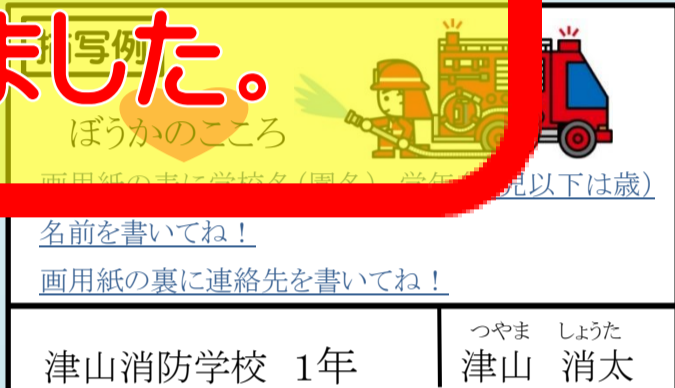 ました。
描写例
ぼうかのこころ
画用紙の表に学校名(園名)、学年 児以下は歳)
名前を書いてね！
画用紙の裏に連絡先を書いてね！
津山消防学校 1年
つやま しょうた
津山 消太